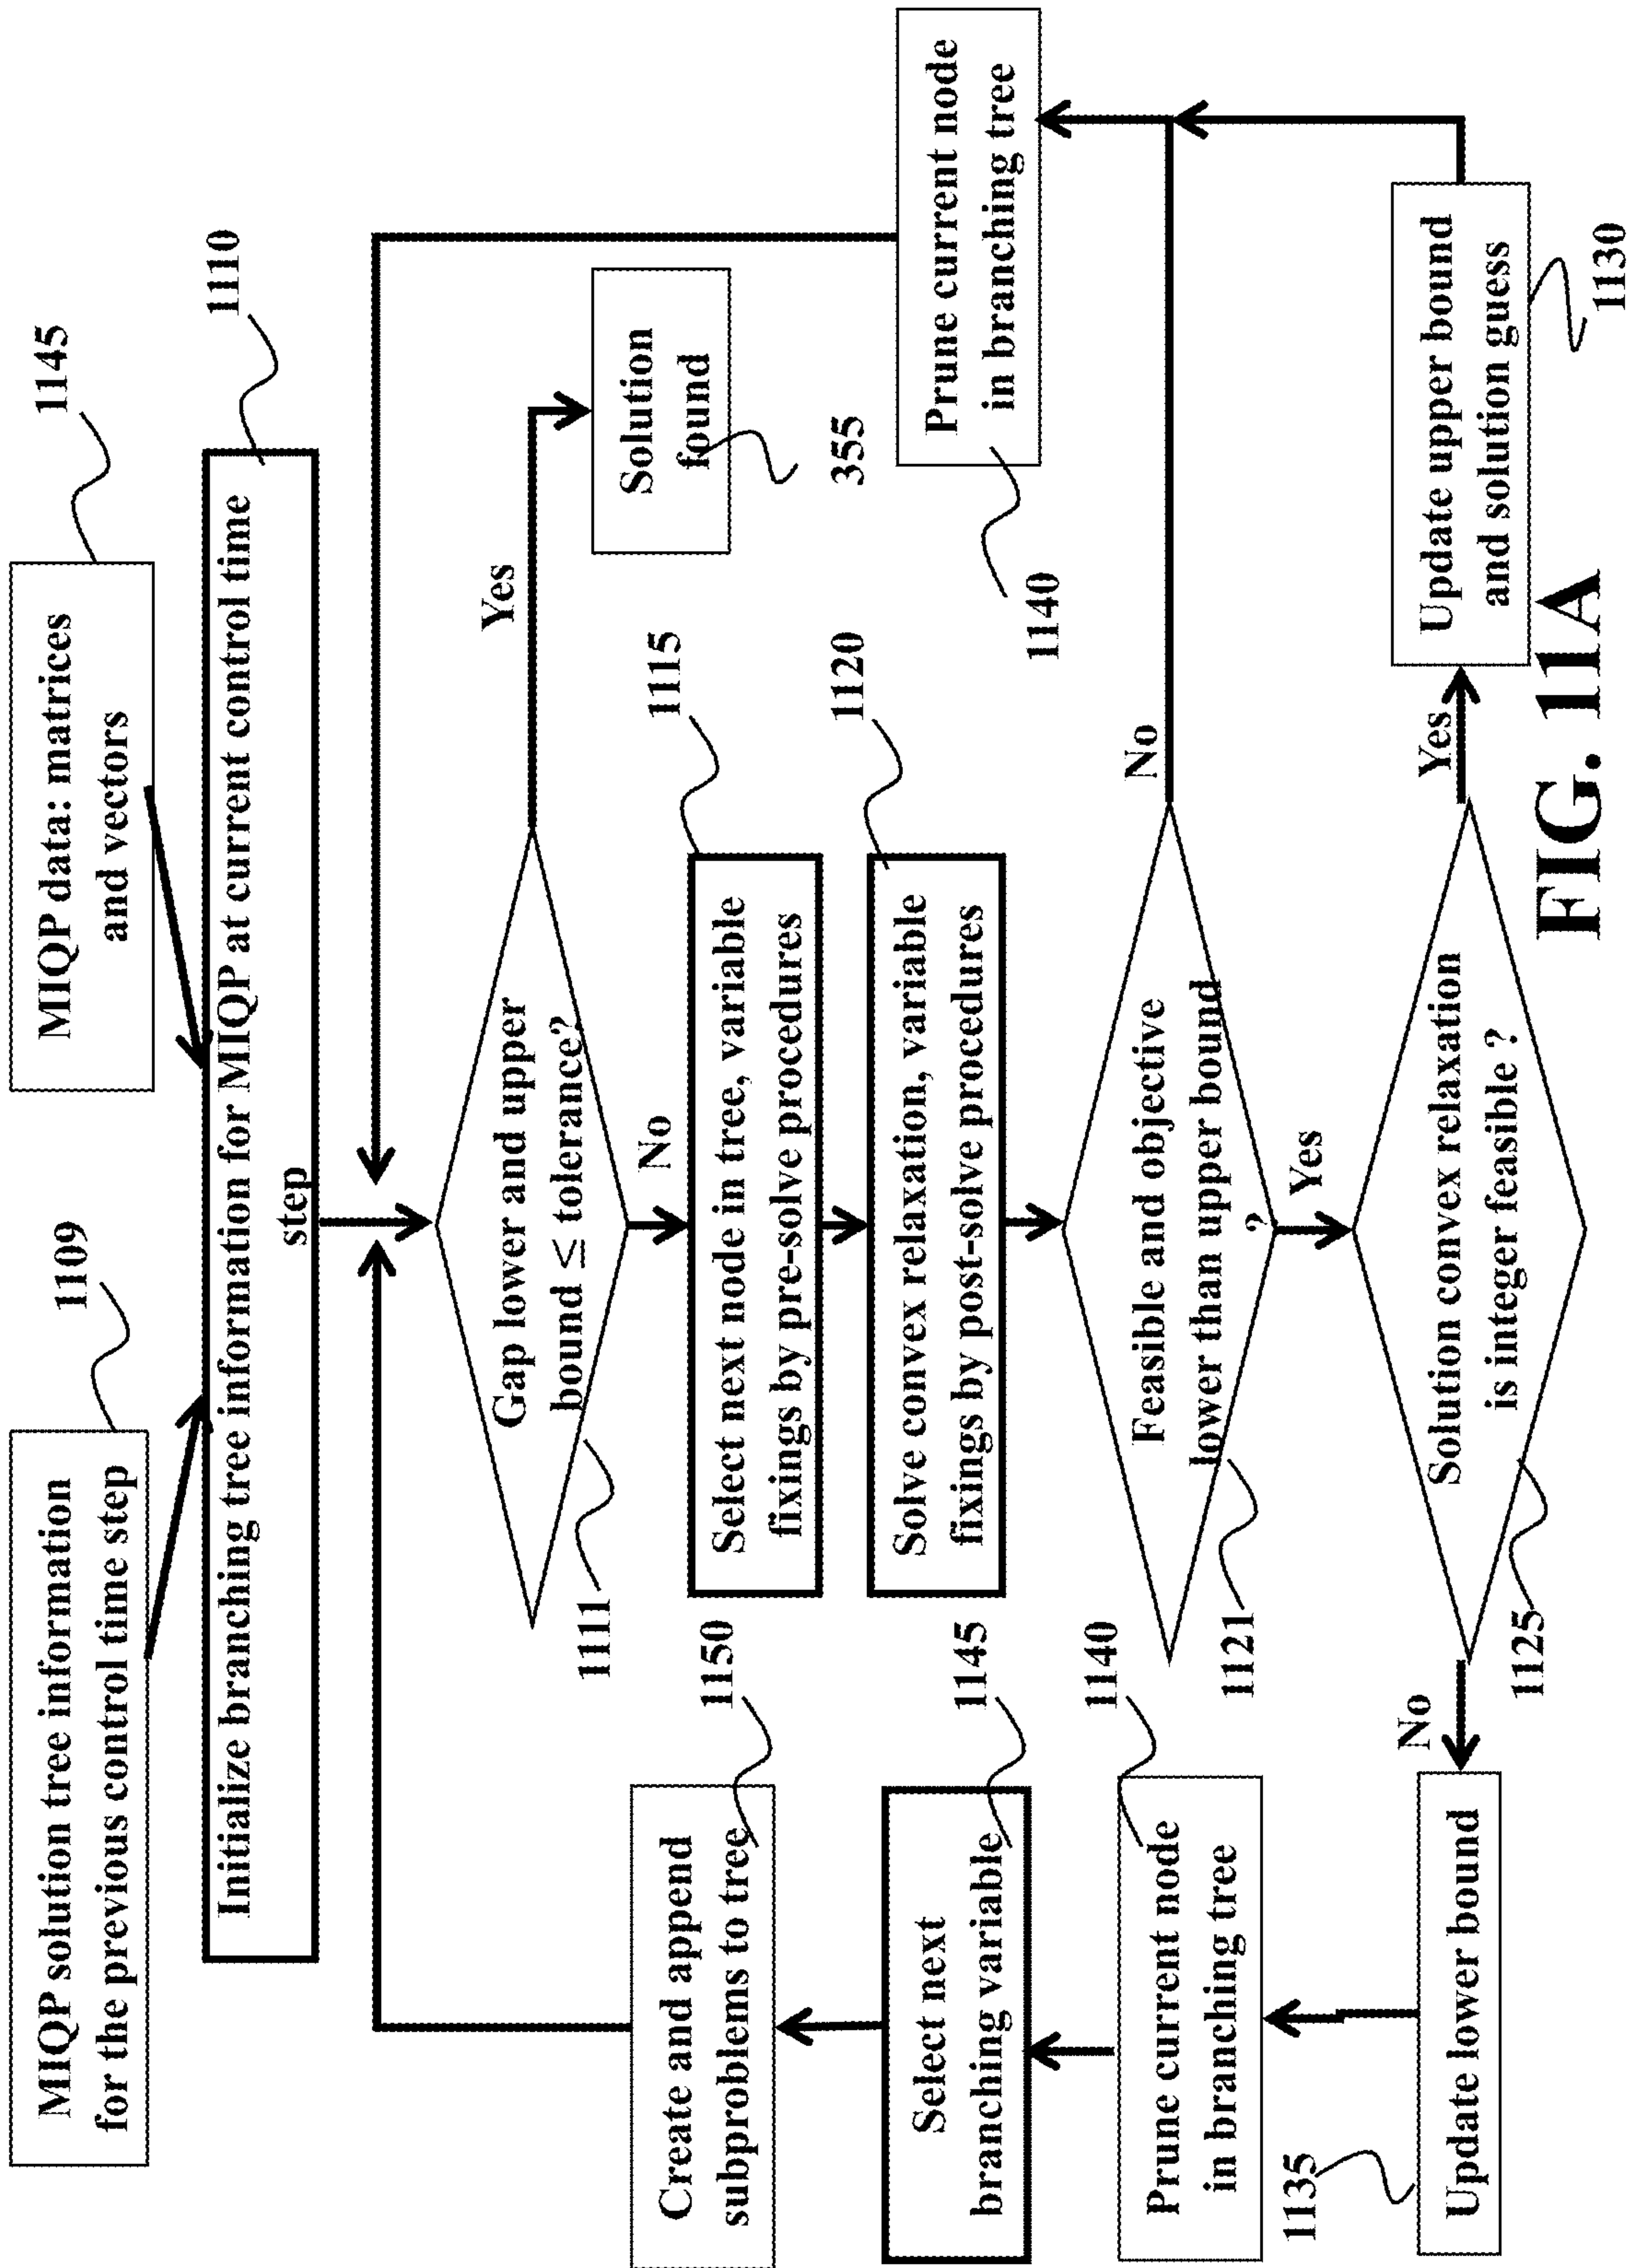 MIQP solution tree information
for the previous control time step
1109
MIQP data: matrices
and vectors
1145
Initialize branching tree information for MIQP at current control time
step
1110
Gap lower and upper
bound ≤ tolerance?
1111
Yes
No
Solution
found
355
Select next node in tree, variable
fixings by pre-solve procedures
1115
Solve convex relaxation, variable
fixings by post-solve procedures
1120
Feasible and objective
lower than upper bound
?
1121
No
Yes
Prune current node
in branching tree
1140
Solution convex relaxation
is integer feasible ?
1125
Yes
No
Update upper bound
and solution guess
1130
Update lower bound
1135
Prune current node
in branching tree
1140
Select next
branching variable
1145
Create and append
subproblems to tree
1150
FIG. 11A